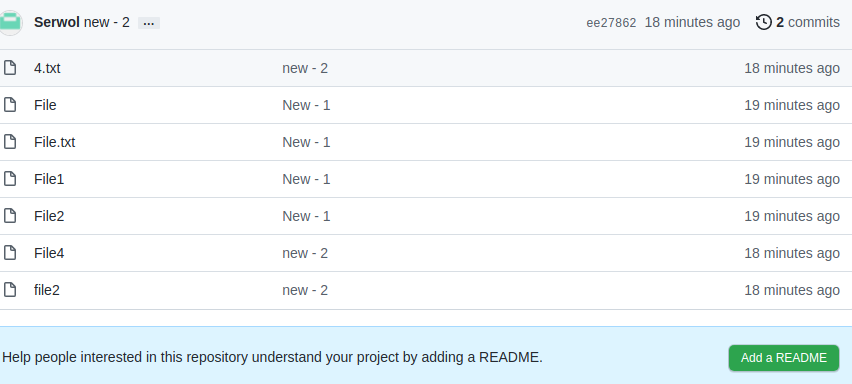 Serwol new - 2 ... ee27862 18 minutes ago 2 commits
4.txt new - 2 18 minutes ago
File New - 1 19 minutes ago
File.txt New - 1 19 minutes ago
File1 New - 1 19 minutes ago
File2 New - 1 19 minutes ago
File4 new - 2 18 minutes ago
file2 new - 2 18 minutes ago
Help people interested in this repository understand your project by adding a README. Add a README